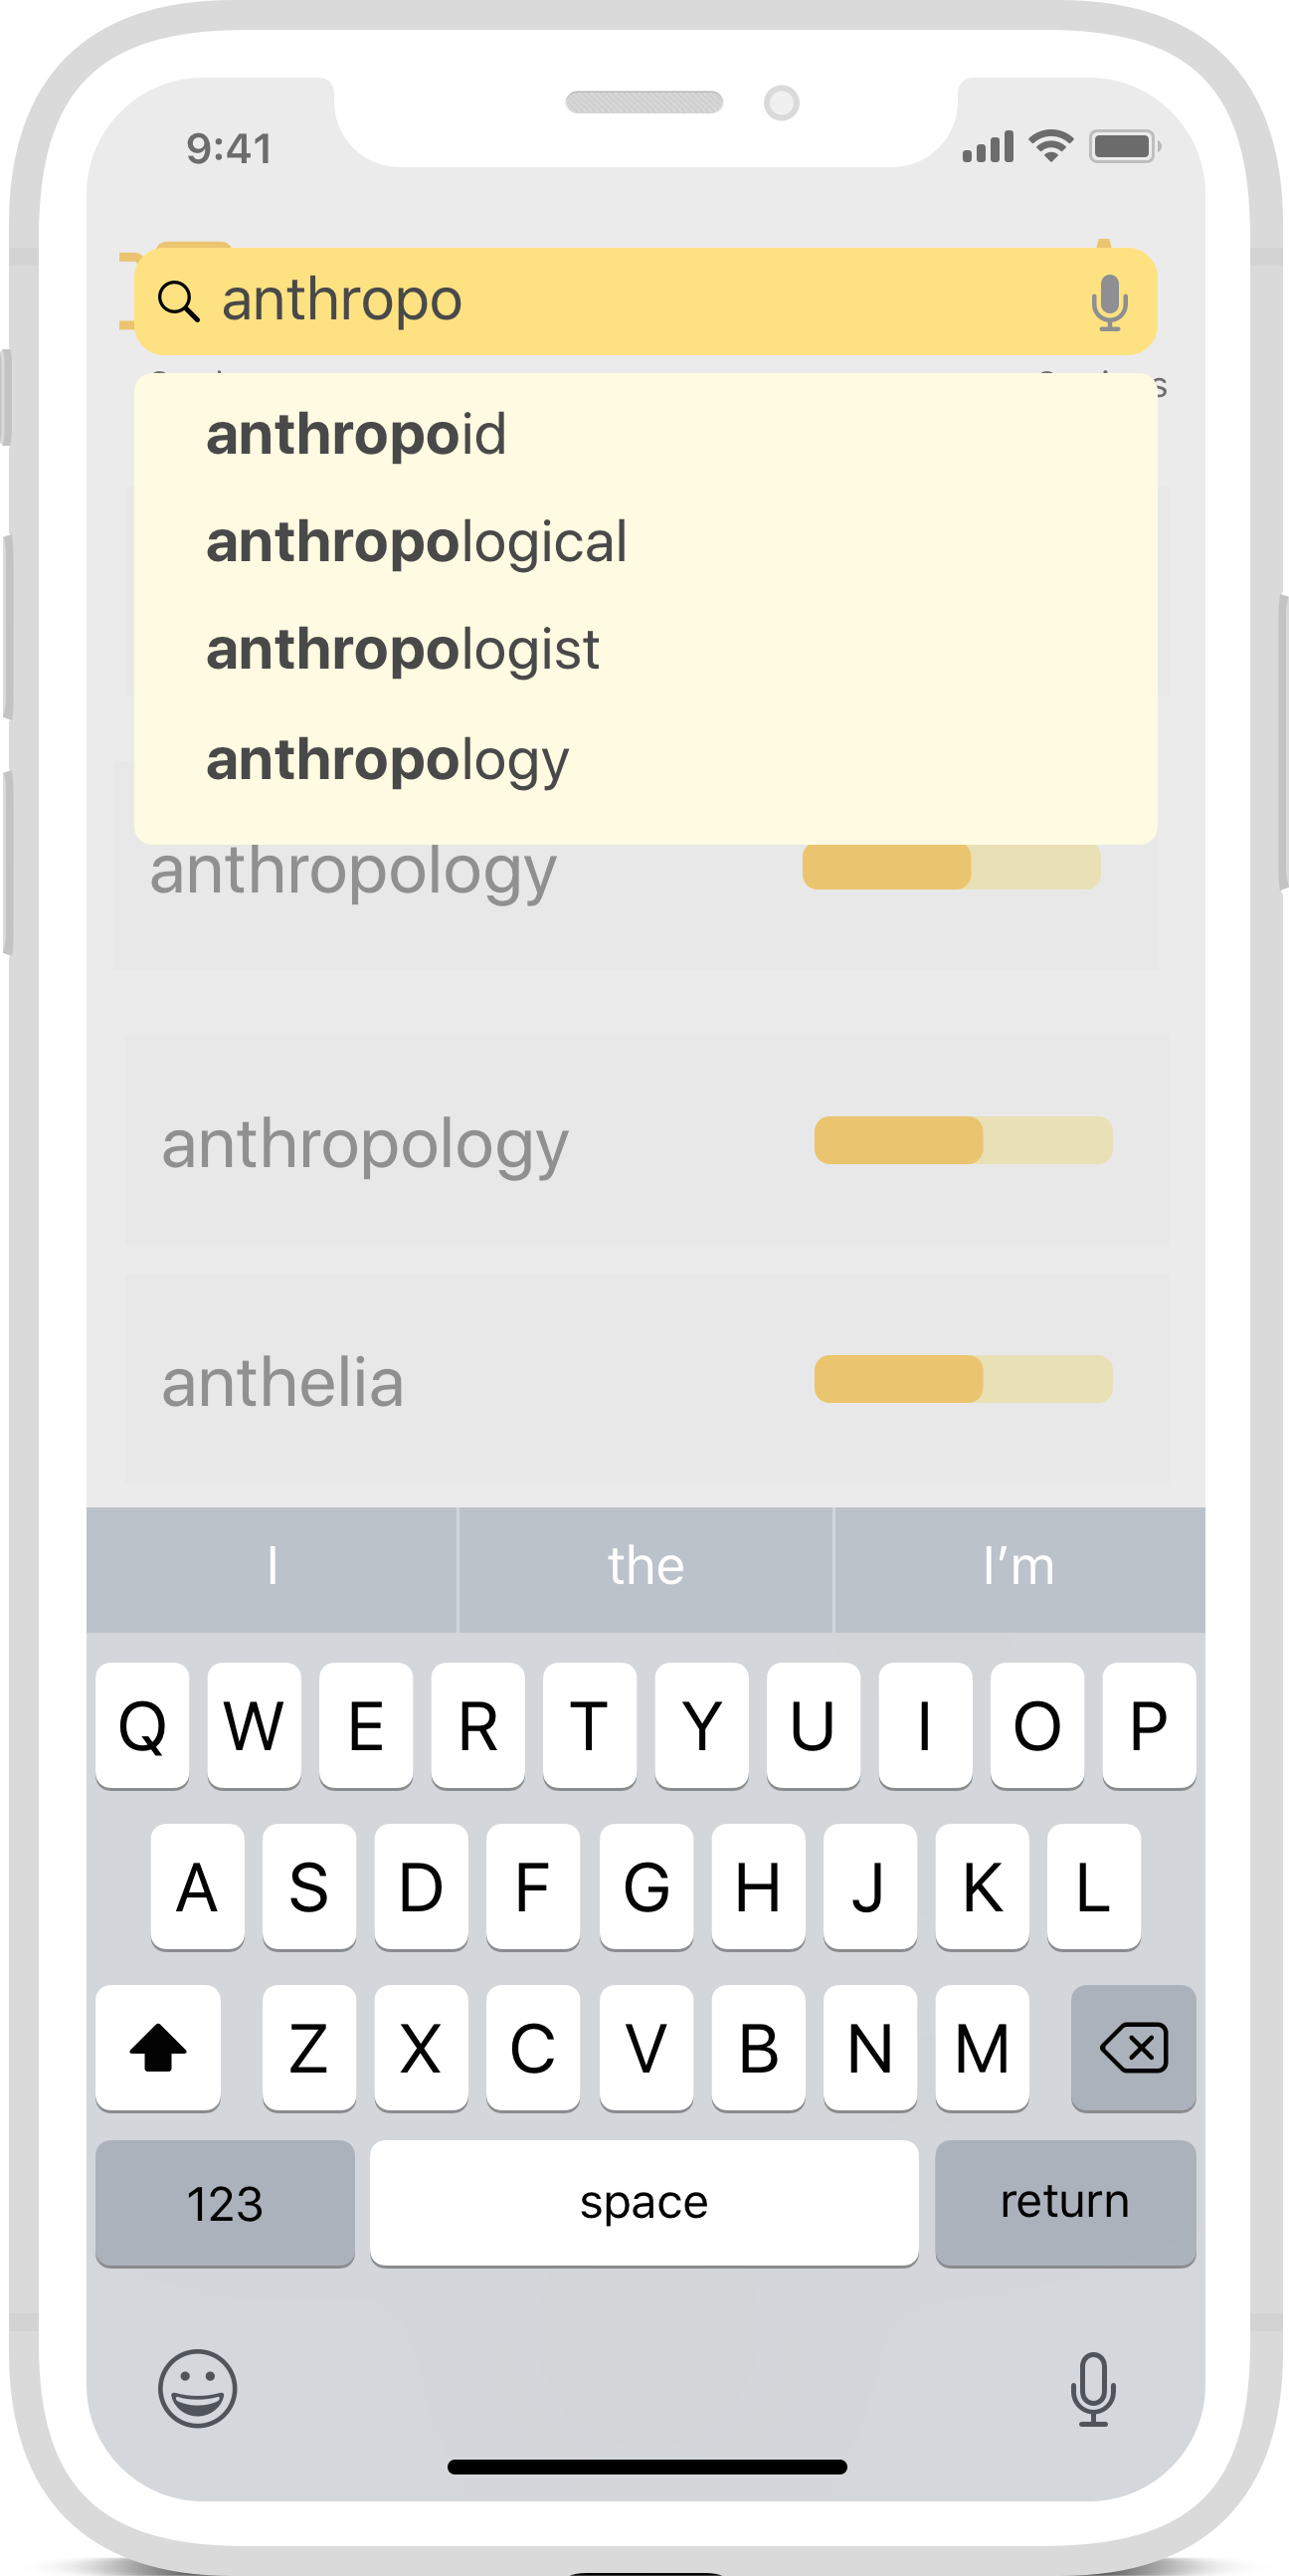 9:41
anthropo
s
anthropoid
anthropological
anthropologist
anthropology
anthropology
anthropology
anthelia
I the I’m
Q W E R T Y U I O P
A S D F G H J K L
Z X C V B N M
123 space return